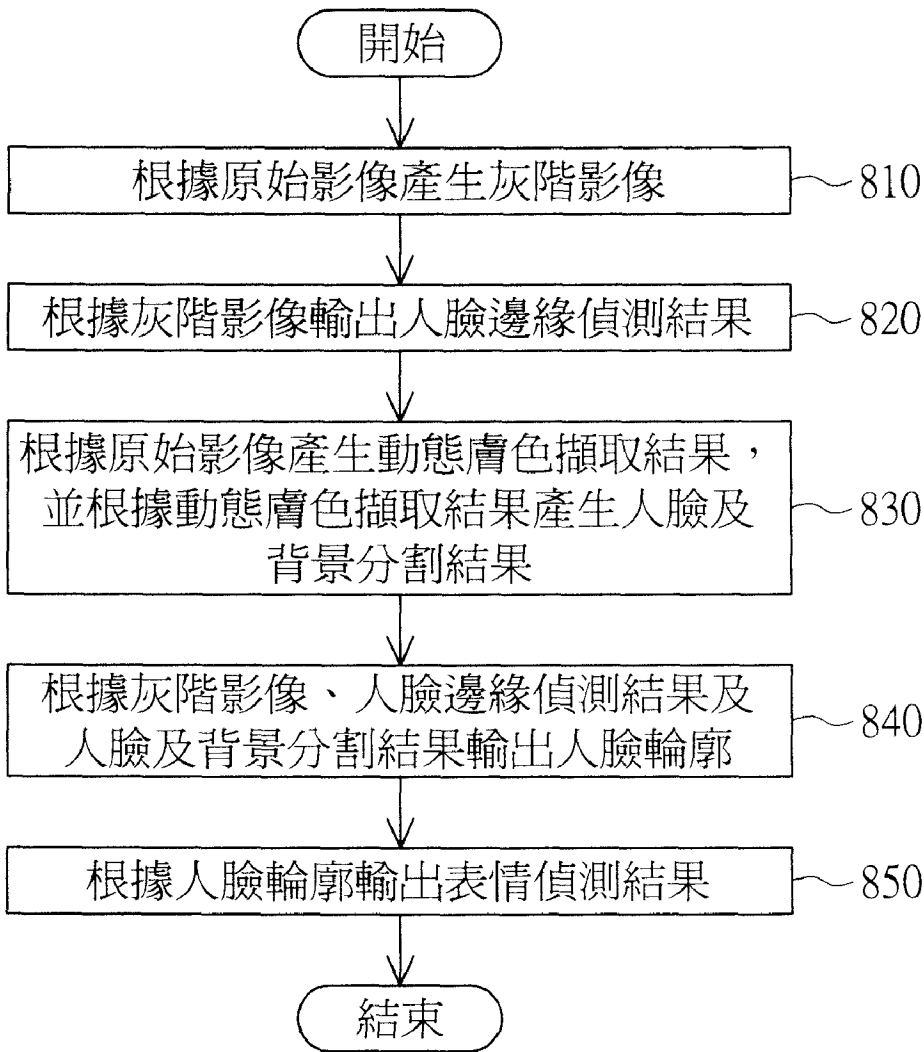 開始
根據原始影像產生灰階影像
810
根據灰階影像輸出人臉邊緣偵測結果
820
根據原始影像產生動態膚色擷取結果，
並根據動態膚色擷取結果產生人臉及
背景分割結果
830
根據灰階影像、人臉邊緣偵測結果及
人臉及背景分割結果輸出人臉輪廓
840
根據人臉輪廓輸出表情偵測結果
850
結束